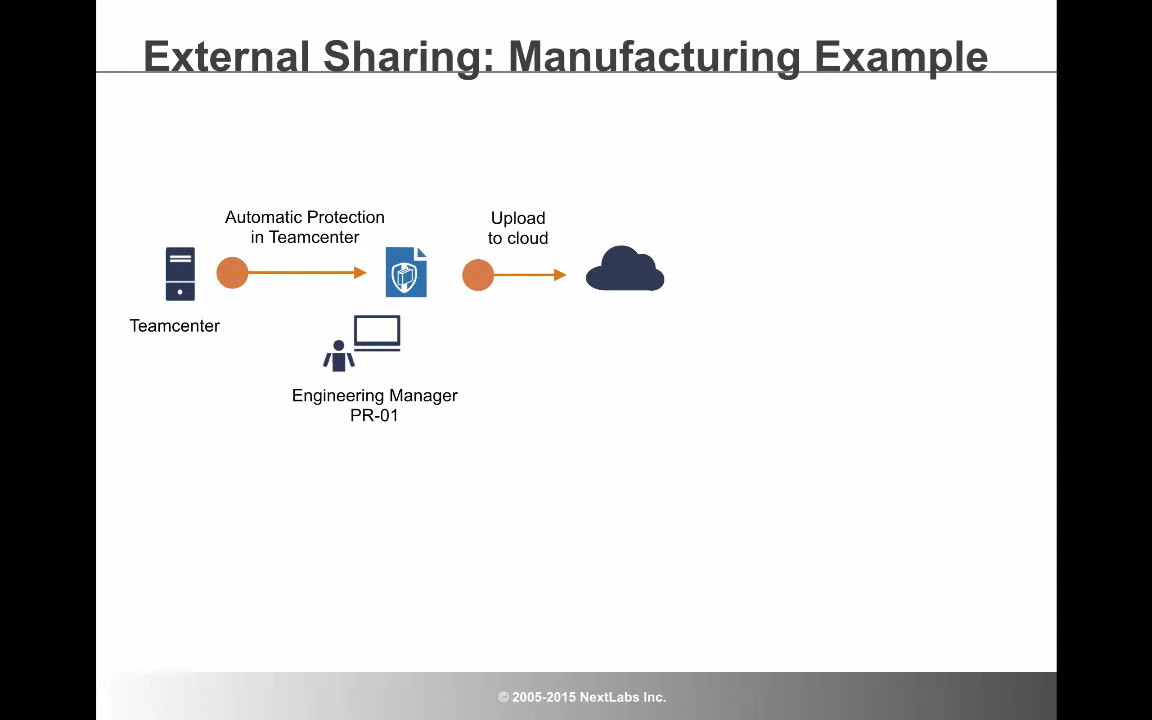 External Sharing: Manufacturing Example
Automatic Protection
in Teamcenter
Upload
to cloud
Teamcenter
Engineering Manager
PR-01
© 2005-2015 NextLabs Inc.